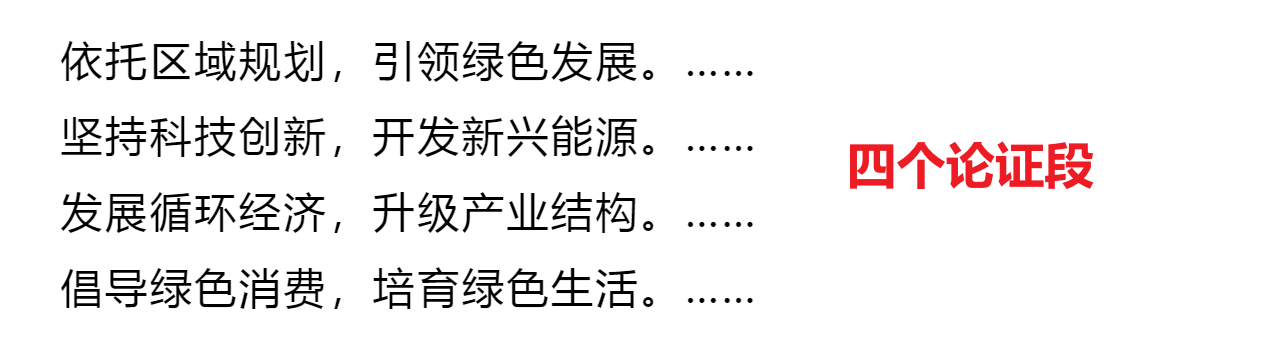 依托区域规划，引领绿色发展。……
坚持科技创新，开发新兴能源。……
四个论证段
发展循环经济，升级产业结构。……
倡导绿色消费，培育绿色生活。……